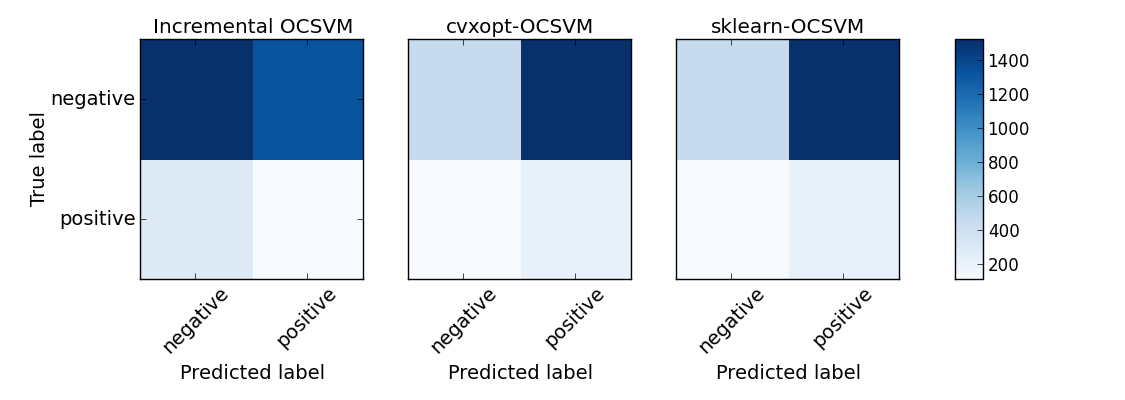 Incremental OCSVM
cvxopt-OCSVM
sklearn-OCSVM
True label
negative
positive
negative
positive
Predicted label
negative
positive
Predicted label
negative
positive
Predicted label
1400
1200
1000
800
600
400
200